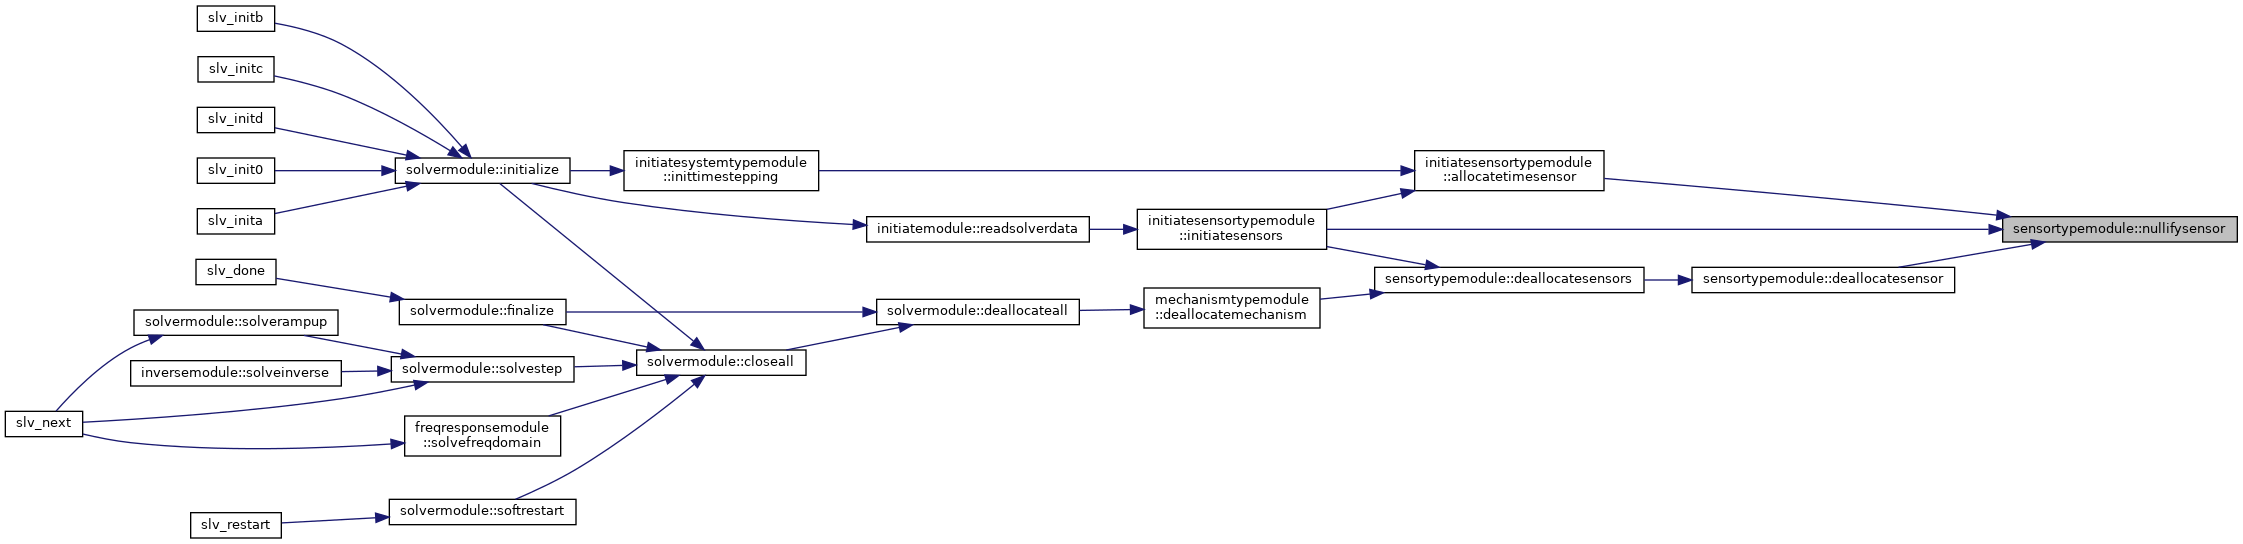 slv_initb
slv_initc
slv_initd
slv_init0
slv_inita
slv_done
solvermodule::solverampup
inversemodule::solveinverse
slv_next
slv_restart
solvermodule::initialize
solvermodule::finalize
solvermodule::solvestep
freqresponsemodule
::solvefreqdomain
solvermodule::softrestart
initiatesystemtypemodule
::inittimestepping
solvermodule::closeall
initiatemodule::readsolverdata
solvermodule::deallocateall
initiatesensortypemodule
::initiatesensors
mechanismtypemodule
::deallocatemechanism
initiatesensortypemodule
::allocatetimesensor
sensortypemodule::deallocatesensors
sensortypemodule::deallocatesensor
sensortypemodule::nullifysensor